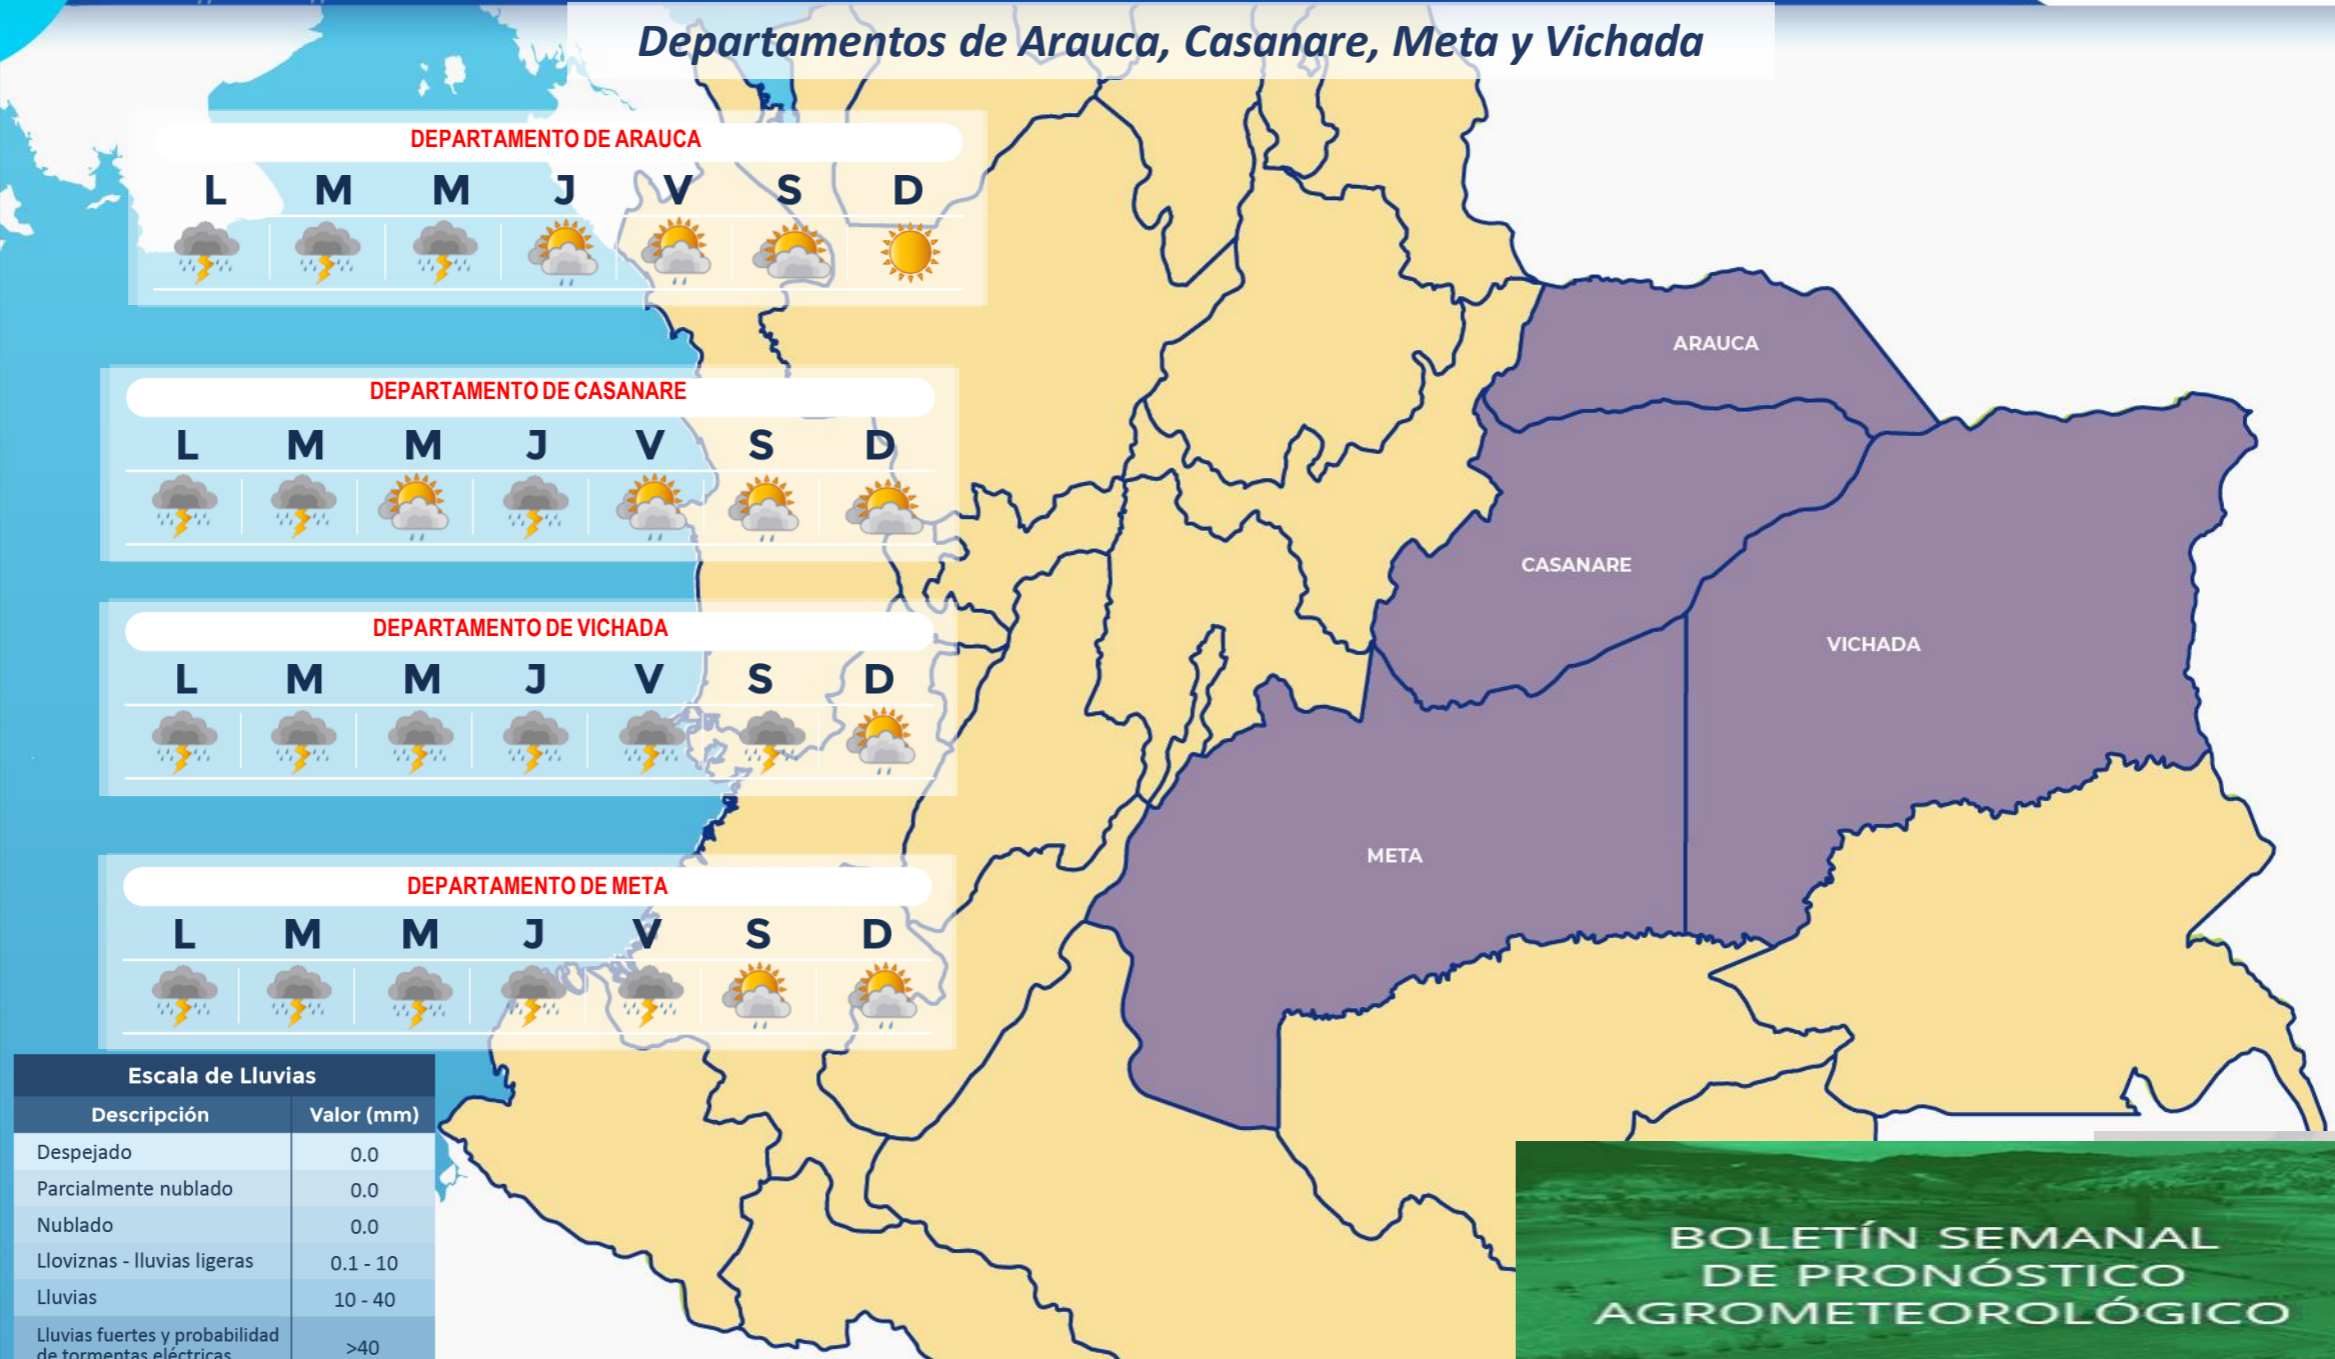 Departamentos de Arauca, Casanare, Meta y Vichada
DEPARTAMENTO DE ARAUCA
L M M J V S D
DEPARTAMENTO DE CASANARE
L M M J V S D
DEPARTAMENTO DE VICHADA
L M M J V S D
DEPARTAMENTO DE META
L M M J V S D
ARAUCA
CASANARE
VICHADA
META
Escala de Lluvias
Descripción Valor (mm)
Despejado 0.0
Parcialmente nublado 0.0
Nublado 0.0
Lloviznas - lluvias ligeras 0.1 - 10
Lluvias 10 - 40
Lluvias fuertes y probabilidad
de tormentas eléctricas >40
BOLETÍN SEMANAL
DE PRONÓSTICO
AGROMETEOROLÓGICO